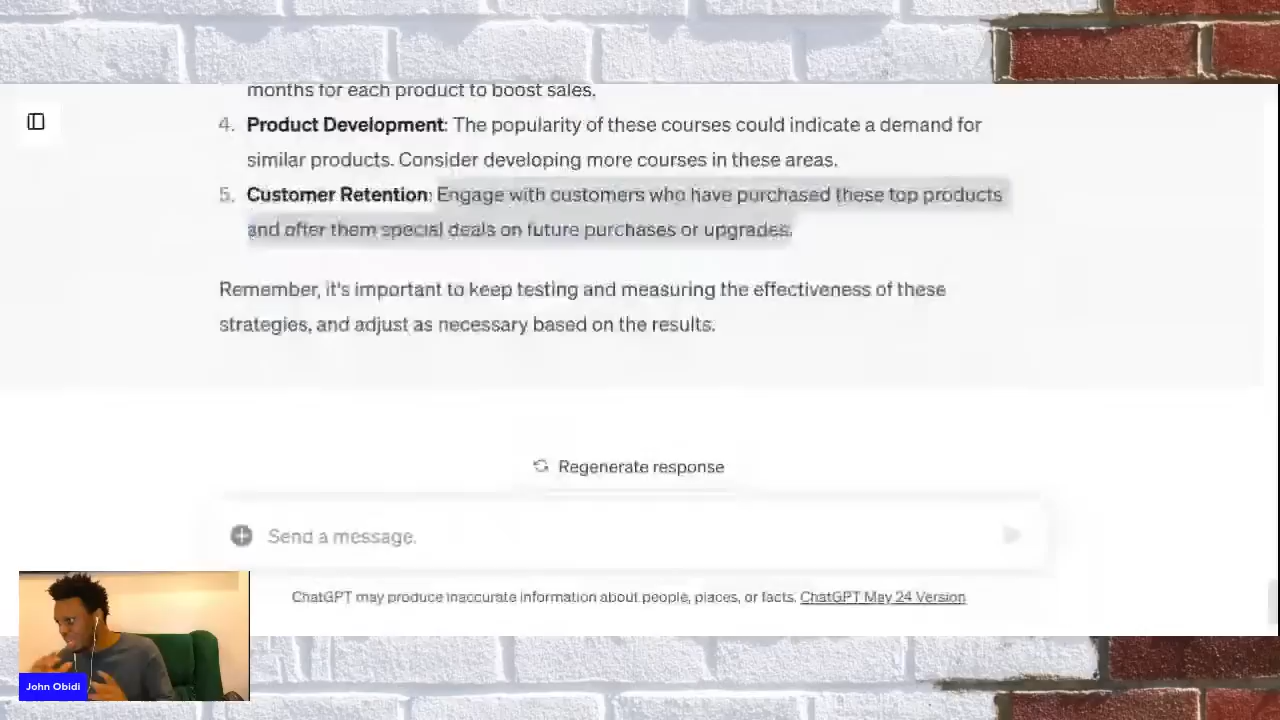 months for each product to boost sales.
4. Product Development: The popularity of these courses could indicate a demand for
similar products. Consider developing more courses in these areas.
5. Customer Retention: Engage with customers who have purchased these top products
and offer them special deals on future purchases or upgrades.
Remember, it's important to keep testing and measuring the effectiveness of these
strategies, and adjust as necessary based on the results.
Regenerate response
Send a message.
ChatGPT may produce inaccurate information about people, places, or facts. ChatGPT May 24 Version
John Obidi